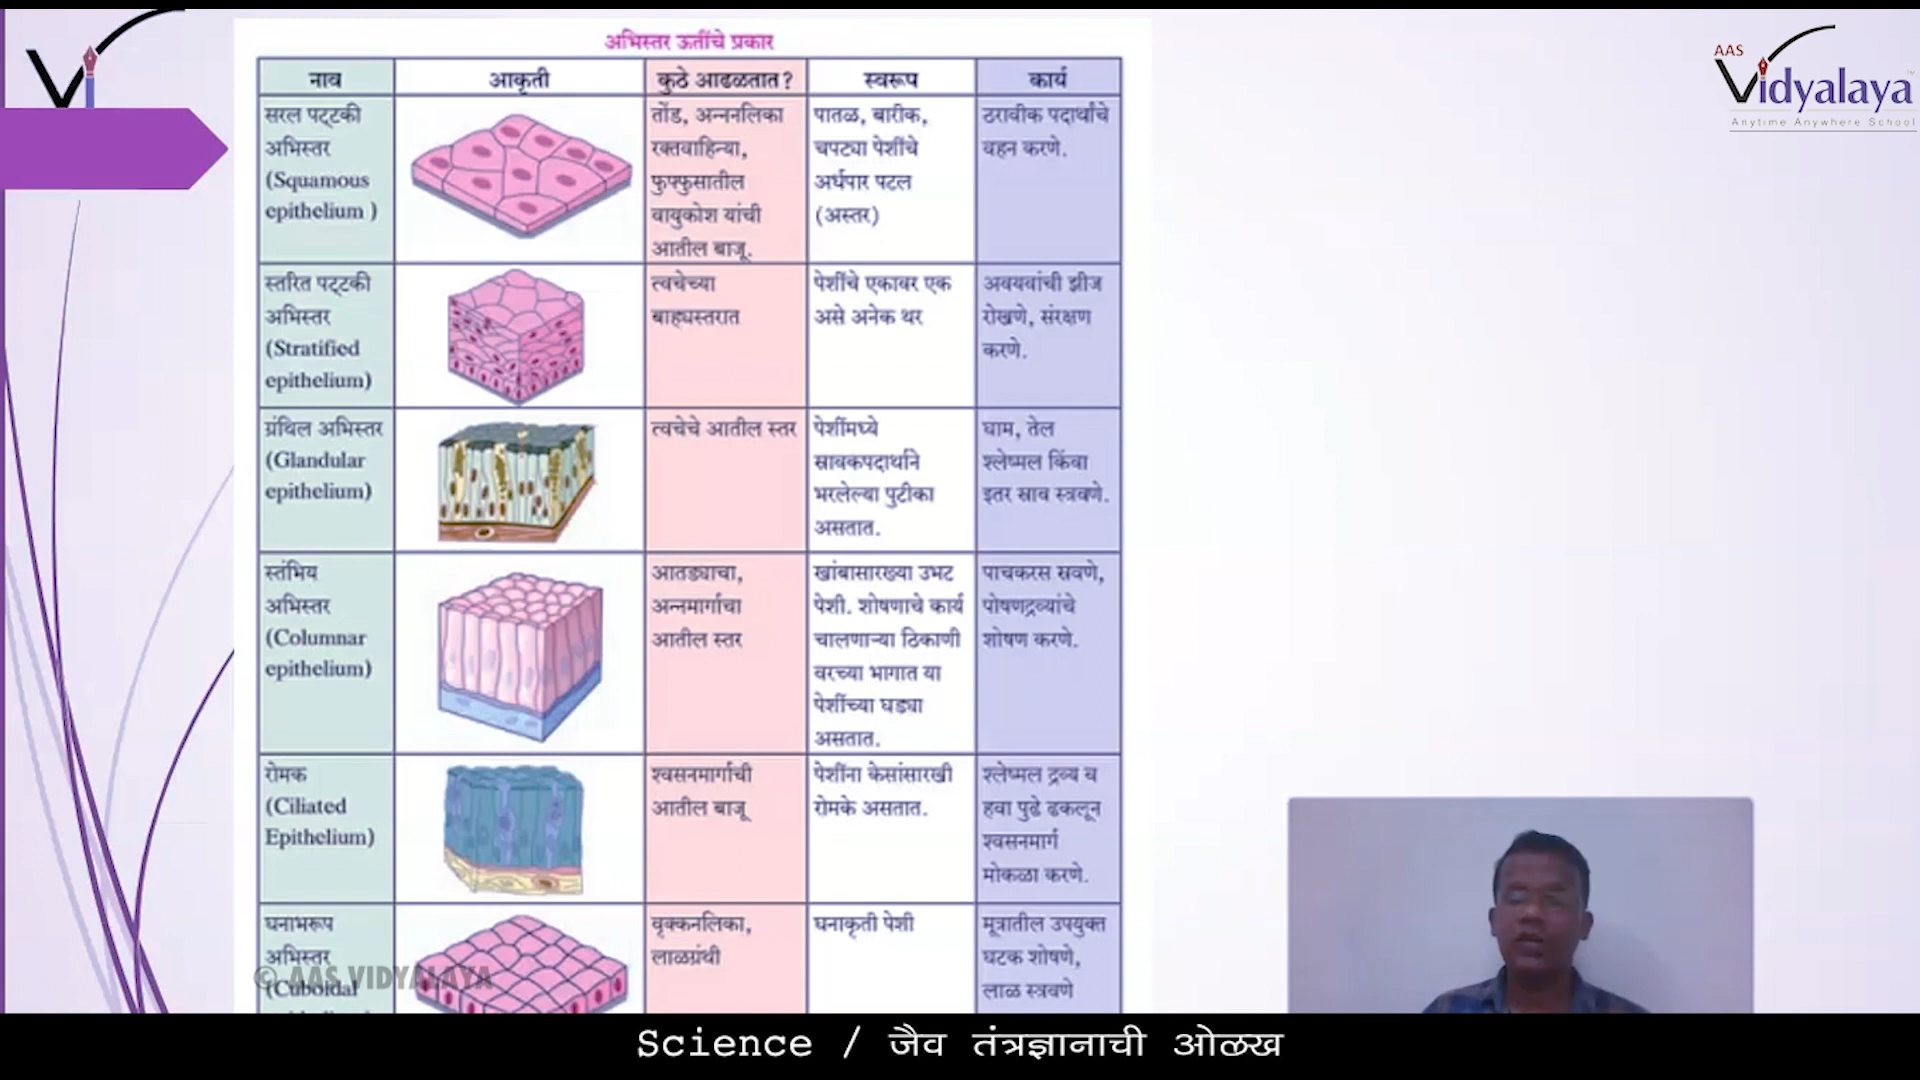 अभिस्तर ऊतींचे प्रकार
नाव
आकृती
कुठे आढळतात?
स्वरूप
कार्य
सरल पट्टकी
अभिस्तर
(Squamous
epithelium )
तोंड, अन्ननलिका
रक्तवाहिन्या,
फुफ्फुसातील
वायुकोश यांची
आतील बाजू.
पातळ, बारीक,
चपट्या पेशींचे
अर्धपार पटल
(अस्तर)
ठरावीक पदार्थांचे
वहन करणे.
स्तरित पट्टकी
अभिस्तर
(Stratified
epithelium)
त्वचेच्या
बाह्यस्तरात
पेशींचे एकावर एक
असे अनेक थर
अवयवांची झीज
रोखणे, संरक्षण
करणे.
ग्रंथिल अभिस्तर
(Glandular
epithelium)
त्वचेचे आतील स्तर
पेशींमध्ये
स्रावकपदार्थाने
भरलेल्या पुटीका
असतात.
घाम, तेल
श्लेष्मल किंवा
इतर स्राव स्त्रवणे.
स्तंभिय
अभिस्तर
(Columnar
epithelium)
आतड्याचा,
अन्नमार्गाचा
आतील स्तर
खांबासारख्या उभट
पेशी. शोषणाचे कार्य
चालणाऱ्या ठिकाणी
वरच्या भागात या
पेशींच्या घड्या
असतात.
पाचकरस स्रवणे,
पोषणद्रव्यांचे
शोषण करणे.
रोमक
(Ciliated
Epithelium)
श्वसनमार्गाची
आतील बाजू
पेशींना केसांसारखी
रोमके असतात.
श्लेष्मल द्रव्य व
हवा पुढे ढकलून
श्वसनमार्ग
मोकळा करणे.
घनाभरूप
अभिस्तर
(Cuboidal
वृक्कनलिका,
लाळग्रंथी
घनाकृती पेशी
मूत्रातील उपयुक्त
घटक शोषणे,
लाळ स्त्रवणे
© AAS VIDYALAYA
AAS
Vidyalaya
Anytime Anywhere School
Science / जैव तंत्रज्ञानाची ओळख